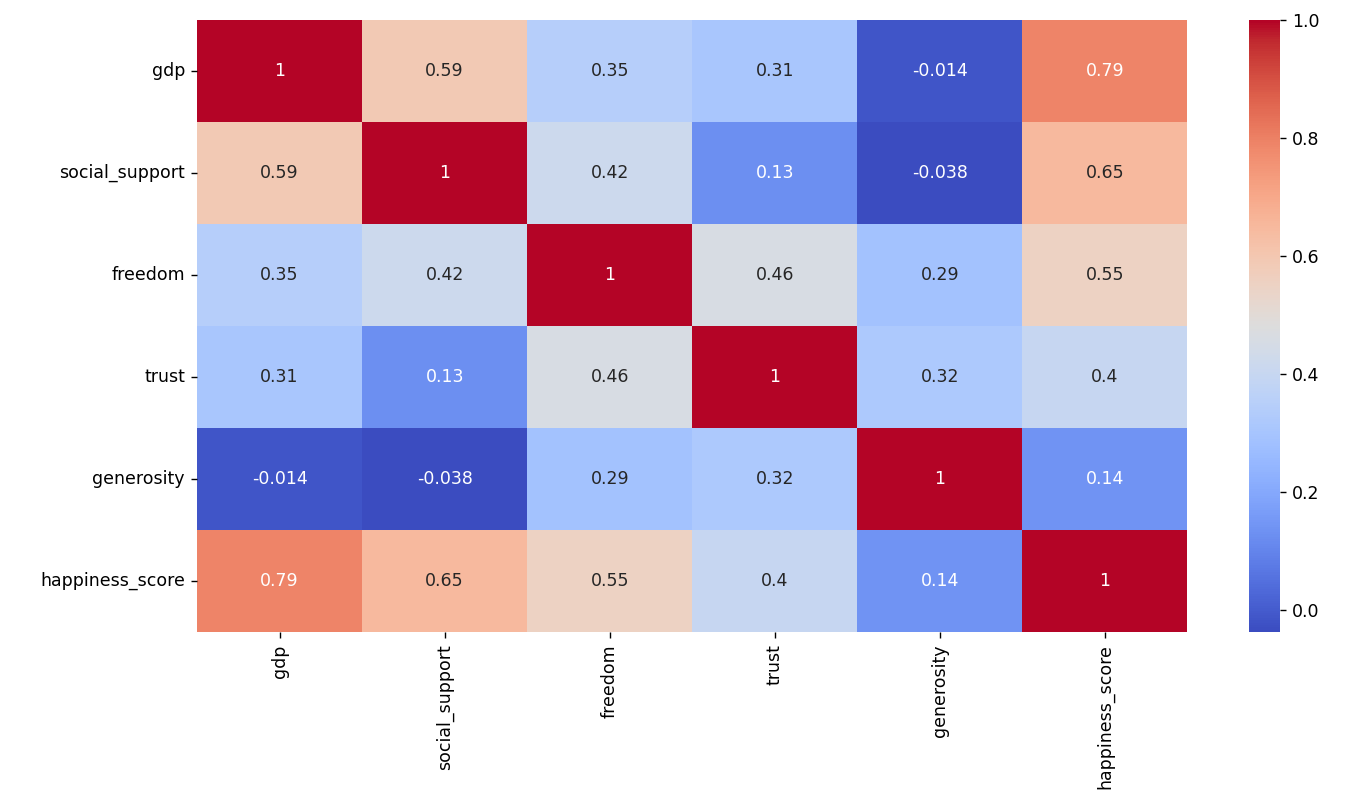 gdp 1 0.59 0.35 0.31 -0.014 0.79
social_support 0.59 1 0.42 0.13 -0.038 0.65
freedom 0.35 0.42 1 0.46 0.29 0.55
trust 0.31 0.13 0.46 1 0.32 0.4
generosity -0.014 -0.038 0.29 0.32 1 0.14
happiness_score 0.79 0.65 0.55 0.4 0.14 1
gdp social_support freedom trust generosity happiness_score
1.0
0.8
0.6
0.4
0.2
0.0